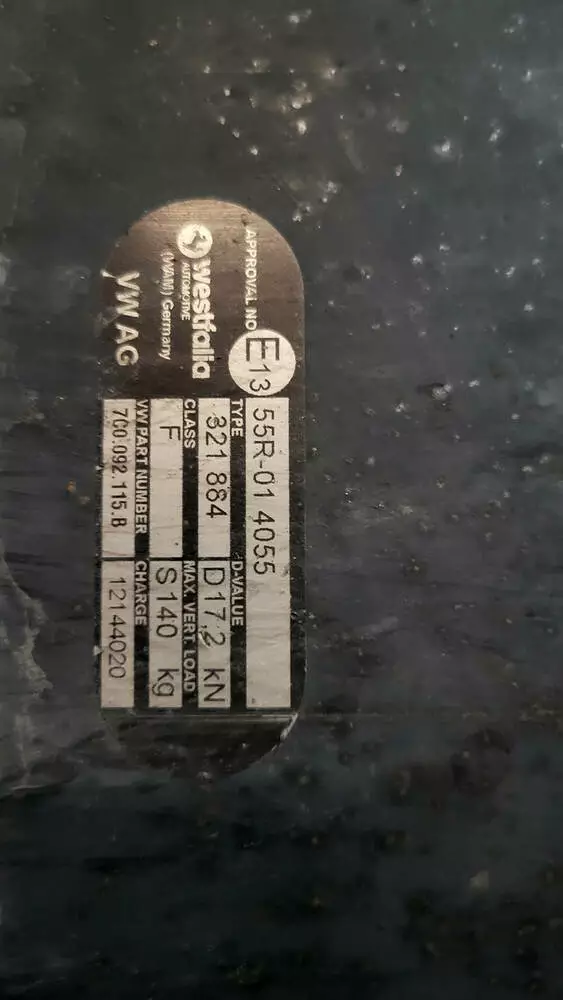 APPROVAL NO E13 55R-01 4055
westfalia
AUTOMOTIVE
(WAM) Germany
VW AG
TYPE D-VALUE
321 884 D17,2 kN
CLASS MAX. VERT. LOAD
F S140 kg
VW PART NUMBER CHARGE
7C0.092.115.B 12144020